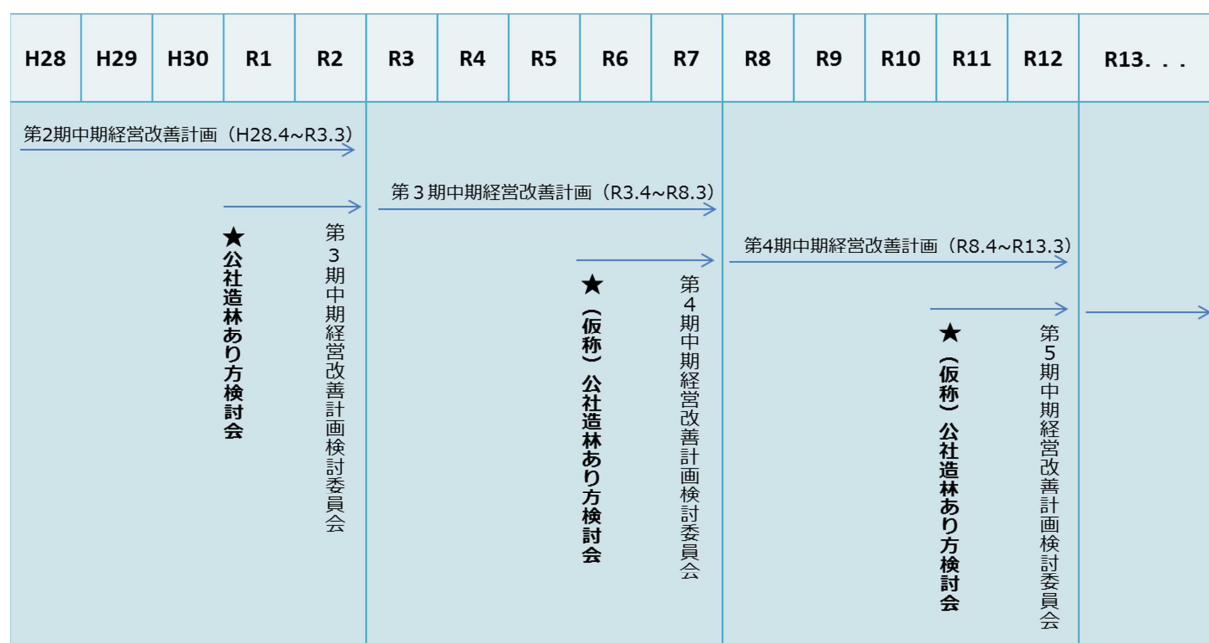 H28 H29 H30 R1 R2 R3 R4 R5 R6 R7 R8 R9 R10 R11 R12 R13．．．
第2期中期経営改善計画（H28.4~R3.3）
第３期中期経営改善計画（R3.4~R8.3）
第4期中期経営改善計画（R8.4~R13.3）
★公社造林あり方検討会
第３期中期経営改善計画検討委員会
★（仮称）公社造林あり方検討会
第４期中期経営改善計画検討委員会
★（仮称）公社造林あり方検討会
第５期中期経営改善計画検討委員会